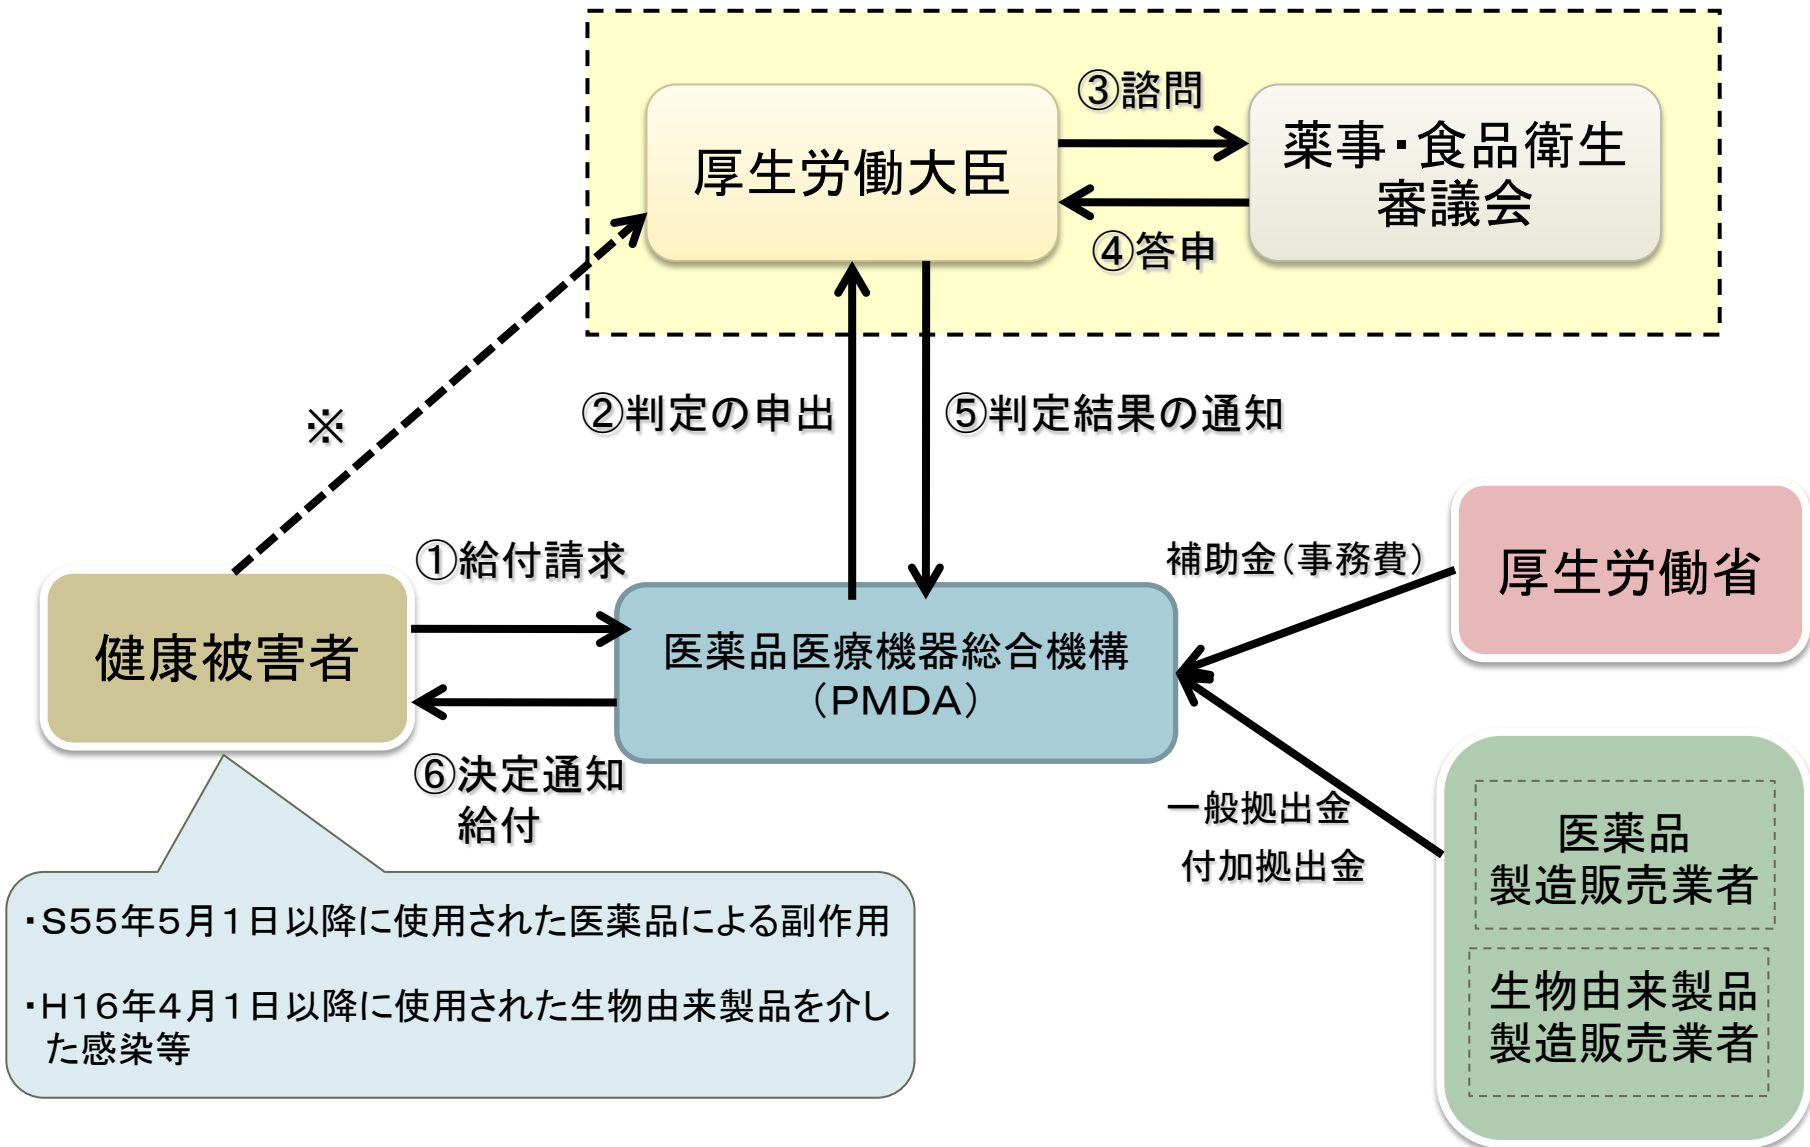 ③諮問
厚生労働大臣
薬事・食品衛生
審議会
④答申
※
②判定の申出
⑤判定結果の通知
①給付請求
補助金（事務費）
厚生労働省
健康被害者
医薬品医療機器総合機構
（PMDA）
⑥決定通知
給付
一般拠出金
付加拠出金
医薬品
製造販売業者
生物由来製品
製造販売業者
・S５５年５月１日以降に使用された医薬品による副作用
・H１６年４月１日以降に使用された生物由来製品を介し
た感染等